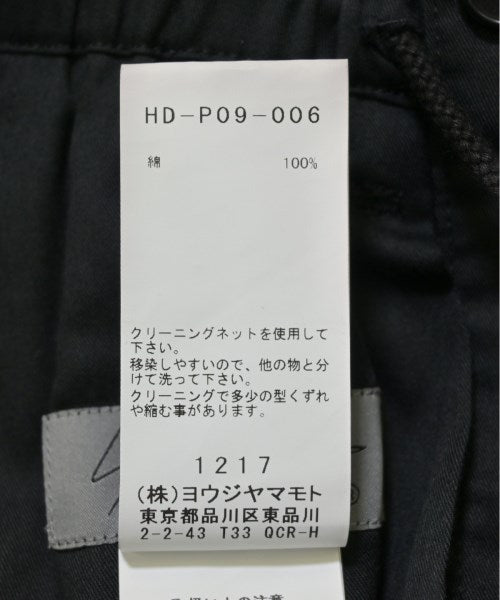 HD-P09-006
綿 100%
クリーニングネットを使用して
下さい。
移染しやすいので、他の物と分
けて洗って下さい。
クリーニングで多少の型くずれ
や縮む事があります。
1217
(株)ヨウジヤマモト
東京都品川区東品川
2-2-43 T33 QCR-H
®